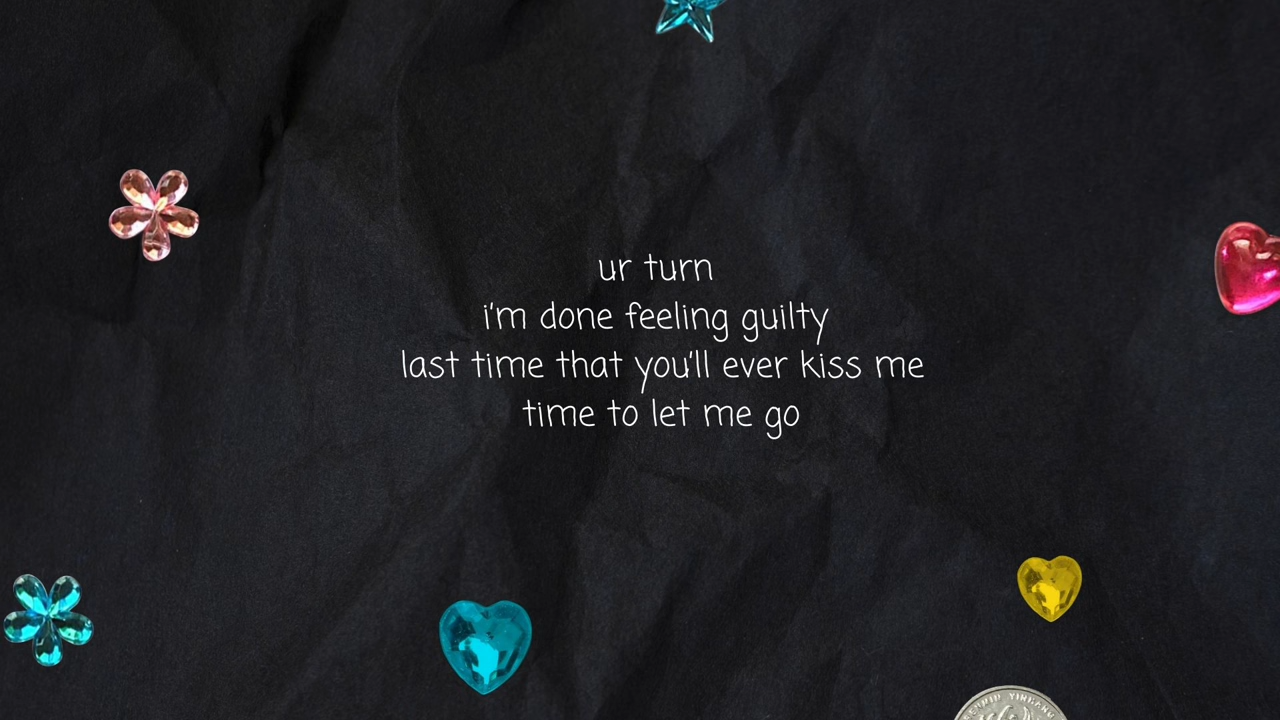 ur turn
i'm done feeling guilty
last time that you'll ever kiss me
time to let me go